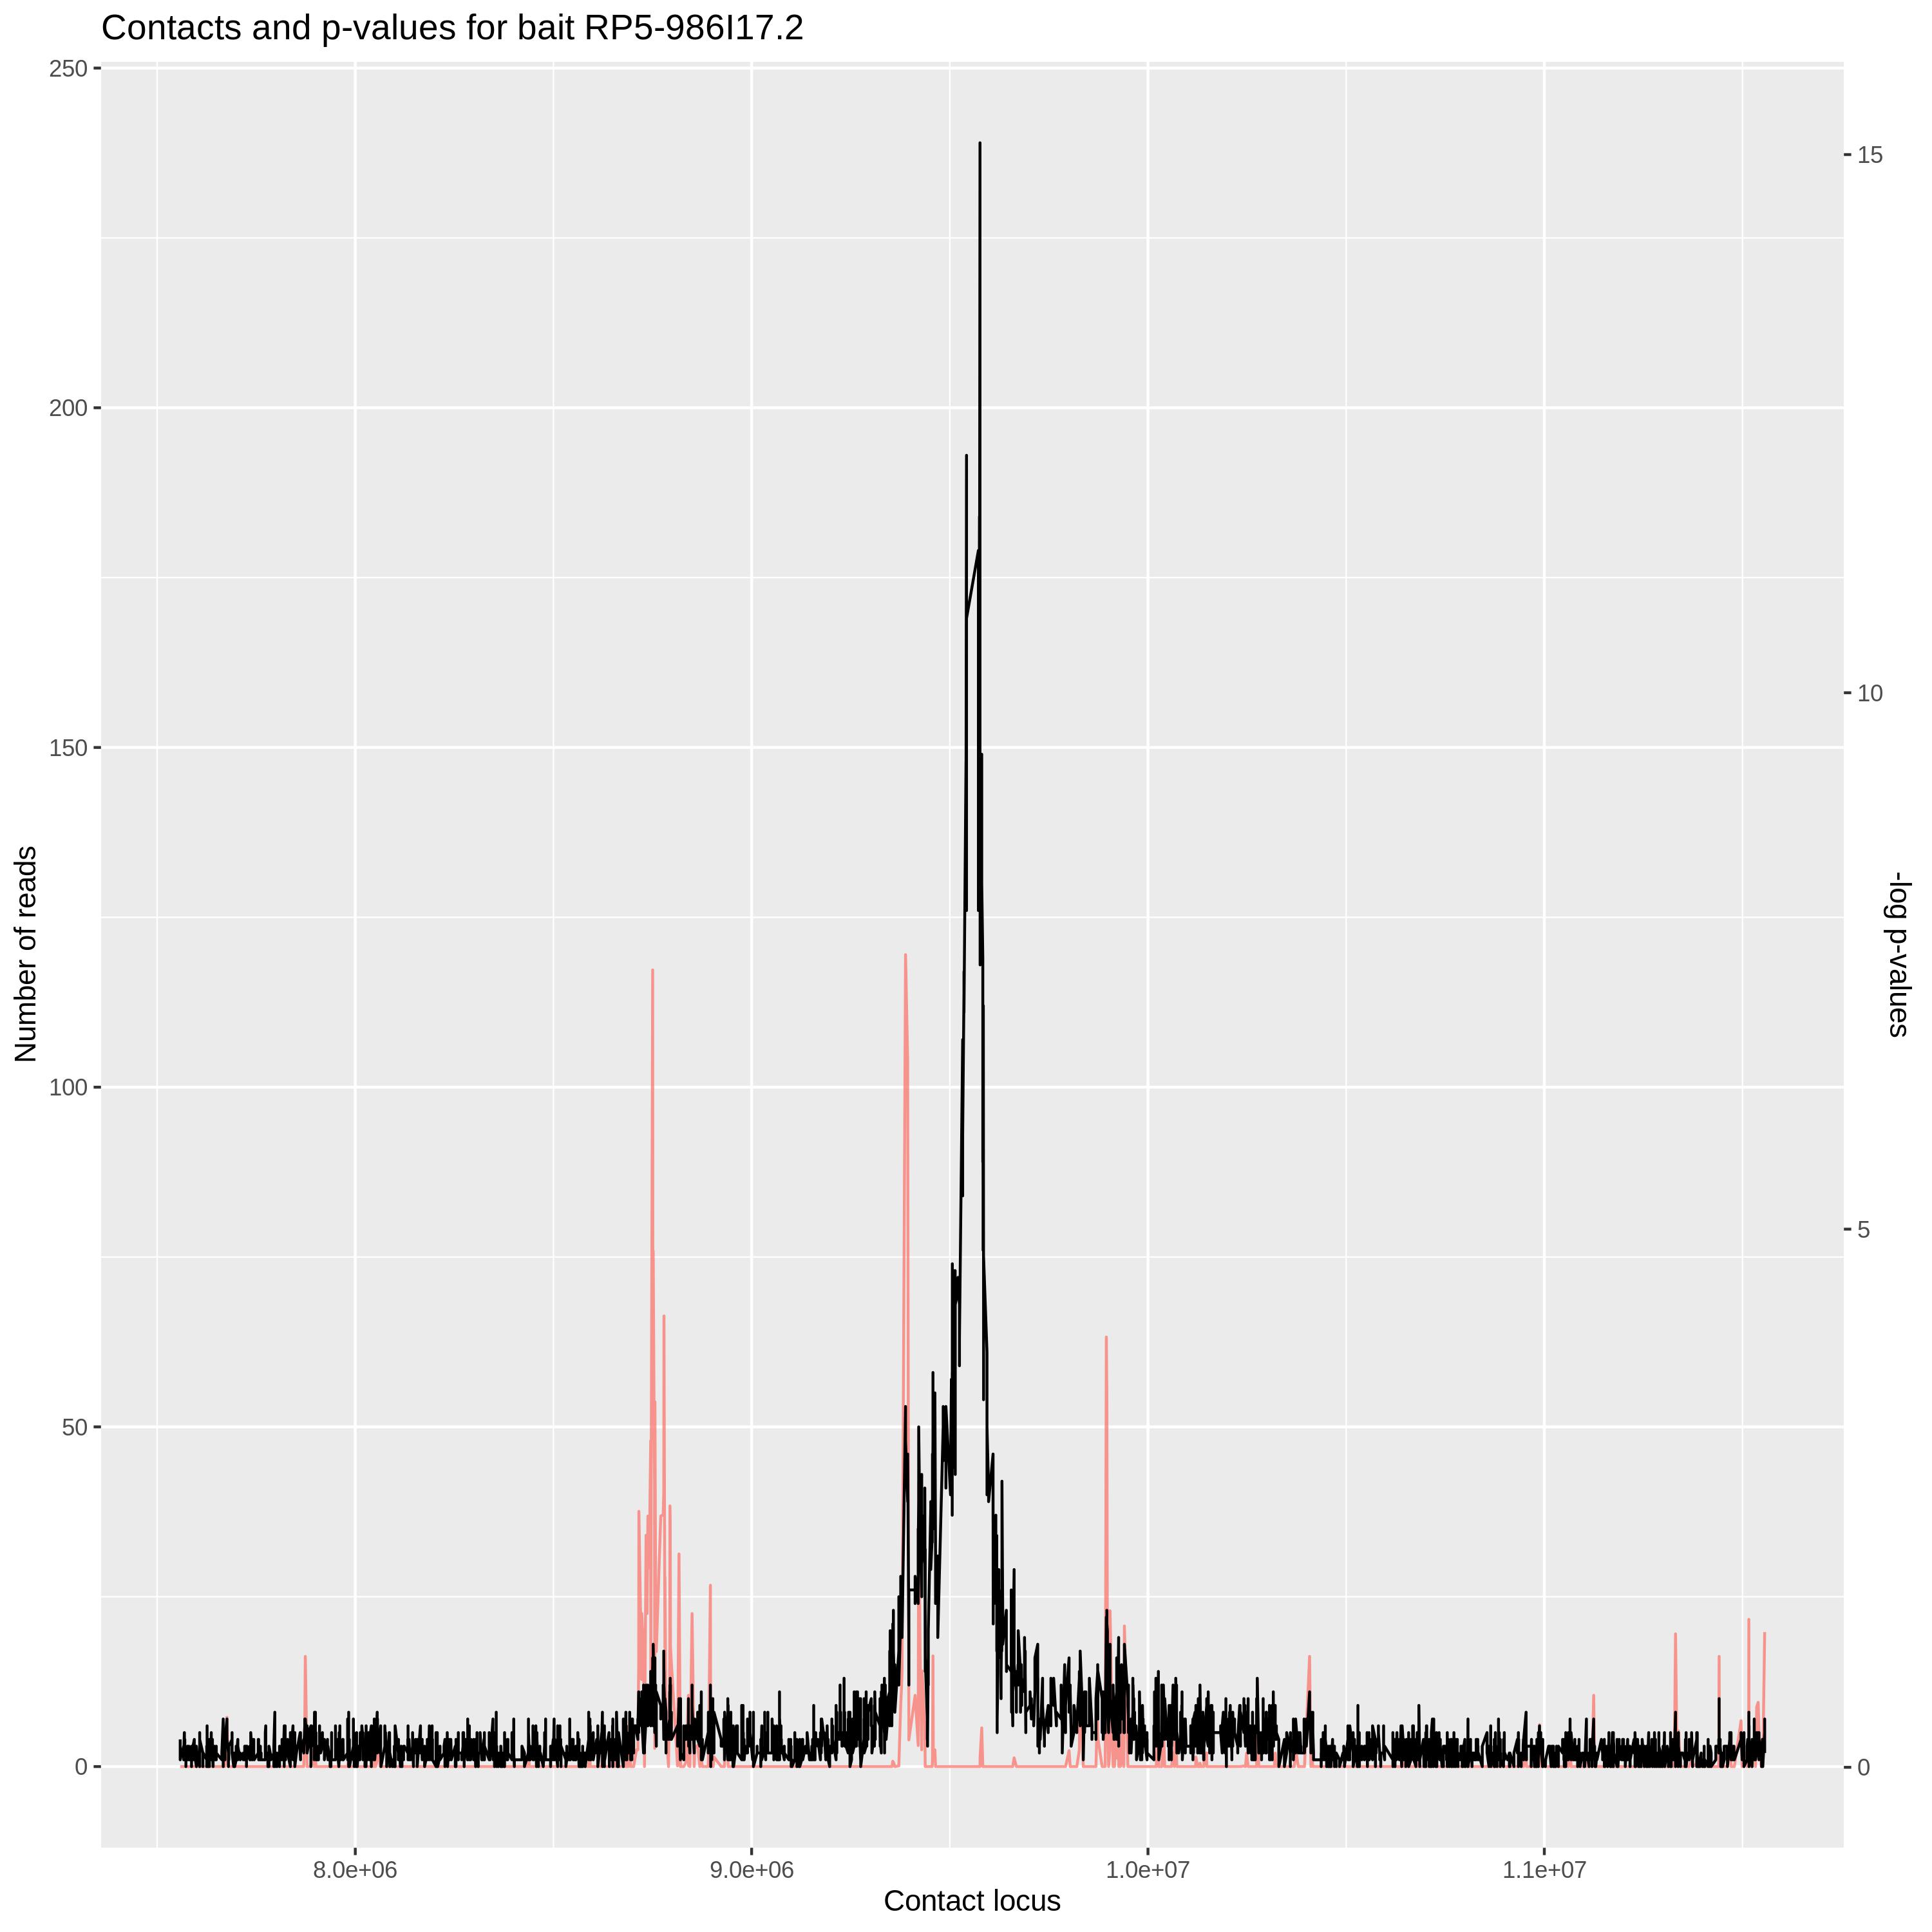 Contacts and p-values for bait RP5-986I17.2
250
200
150
100
50
0
Number of reads
15
10
5
0
-log p-values
8.0e+06
9.0e+06
1.0e+07
1.1e+07
Contact locus